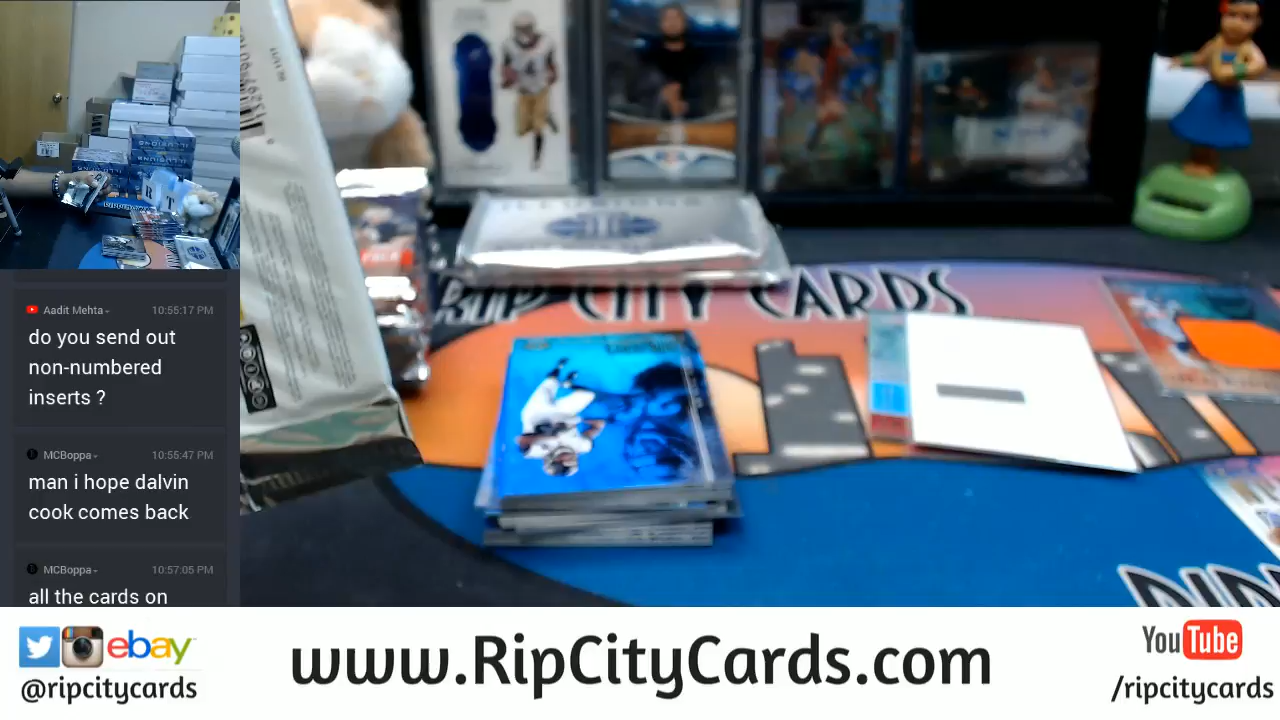 Aadit Mehta 10:55:17 PM
do you send out
non-numbered
inserts ?
MCBoppa 10:55:47 PM
man i hope dalvin
cook comes back
MCBoppa 10:57:05 PM
all the cards on
ILLUSIONS
RIP CITY CARDS
ebay
@ripcitycards
www.RipCityCards.com
YouTube
/ripcitycards